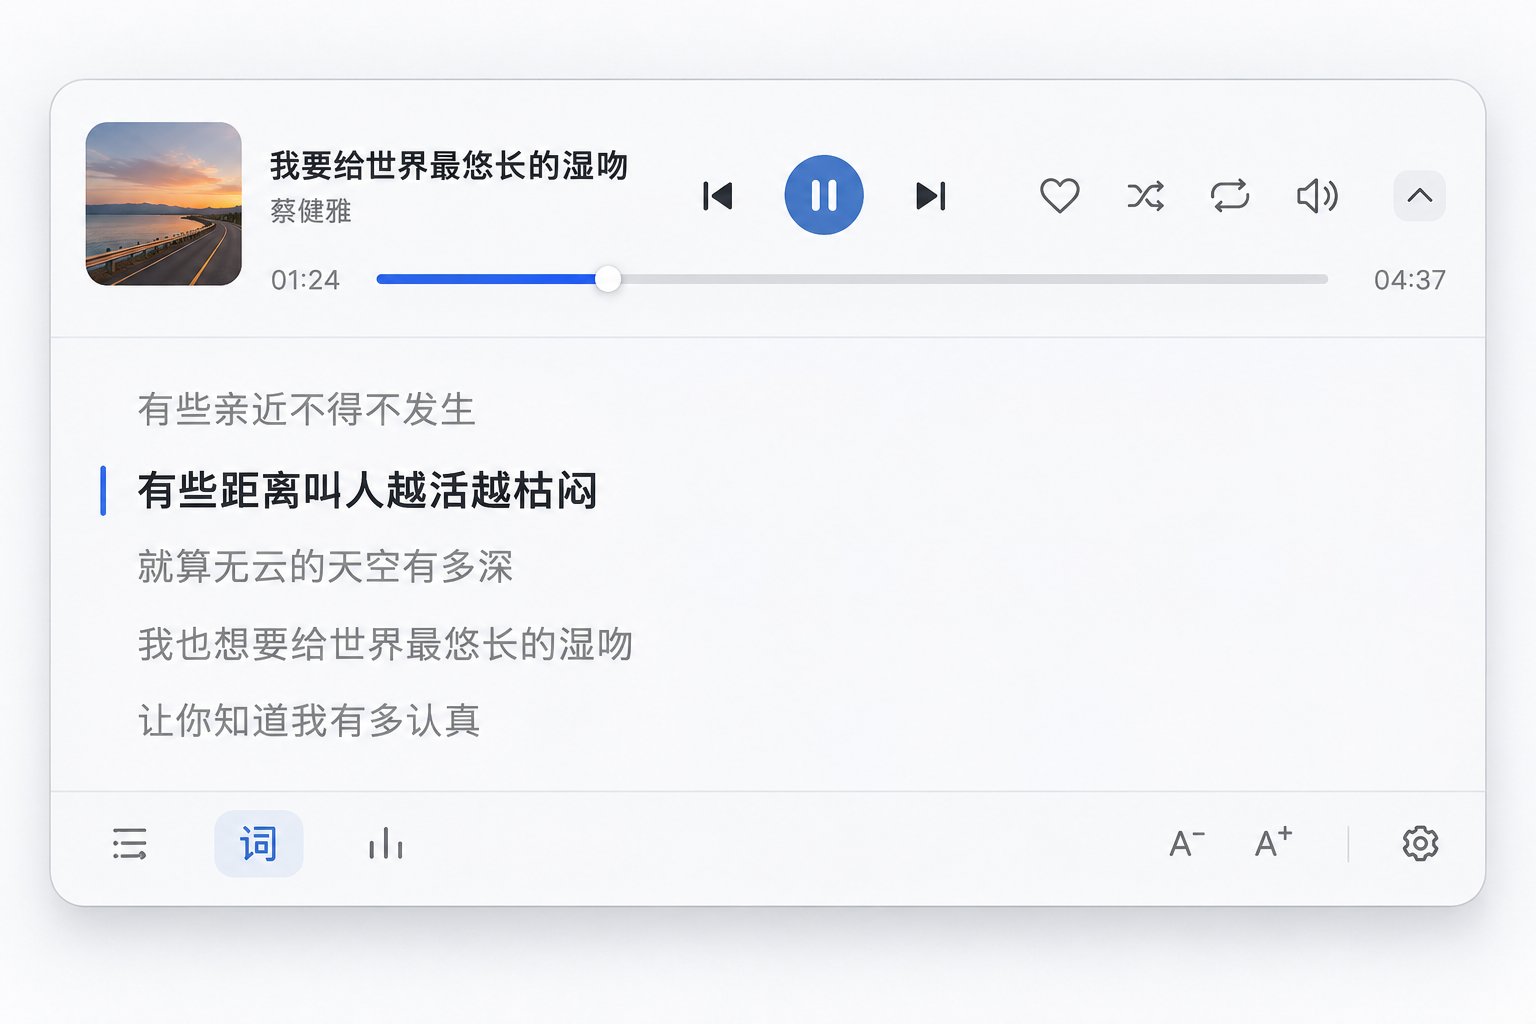 我要给世界最悠长的湿吻
蔡健雅
01:24
04:37
有些亲近不得不发生
有些距离叫人越活越枯闷
就算无云的天空有多深
我也想要给世界最悠长的湿吻
让你知道我有多认真
词
A⁻
A⁺